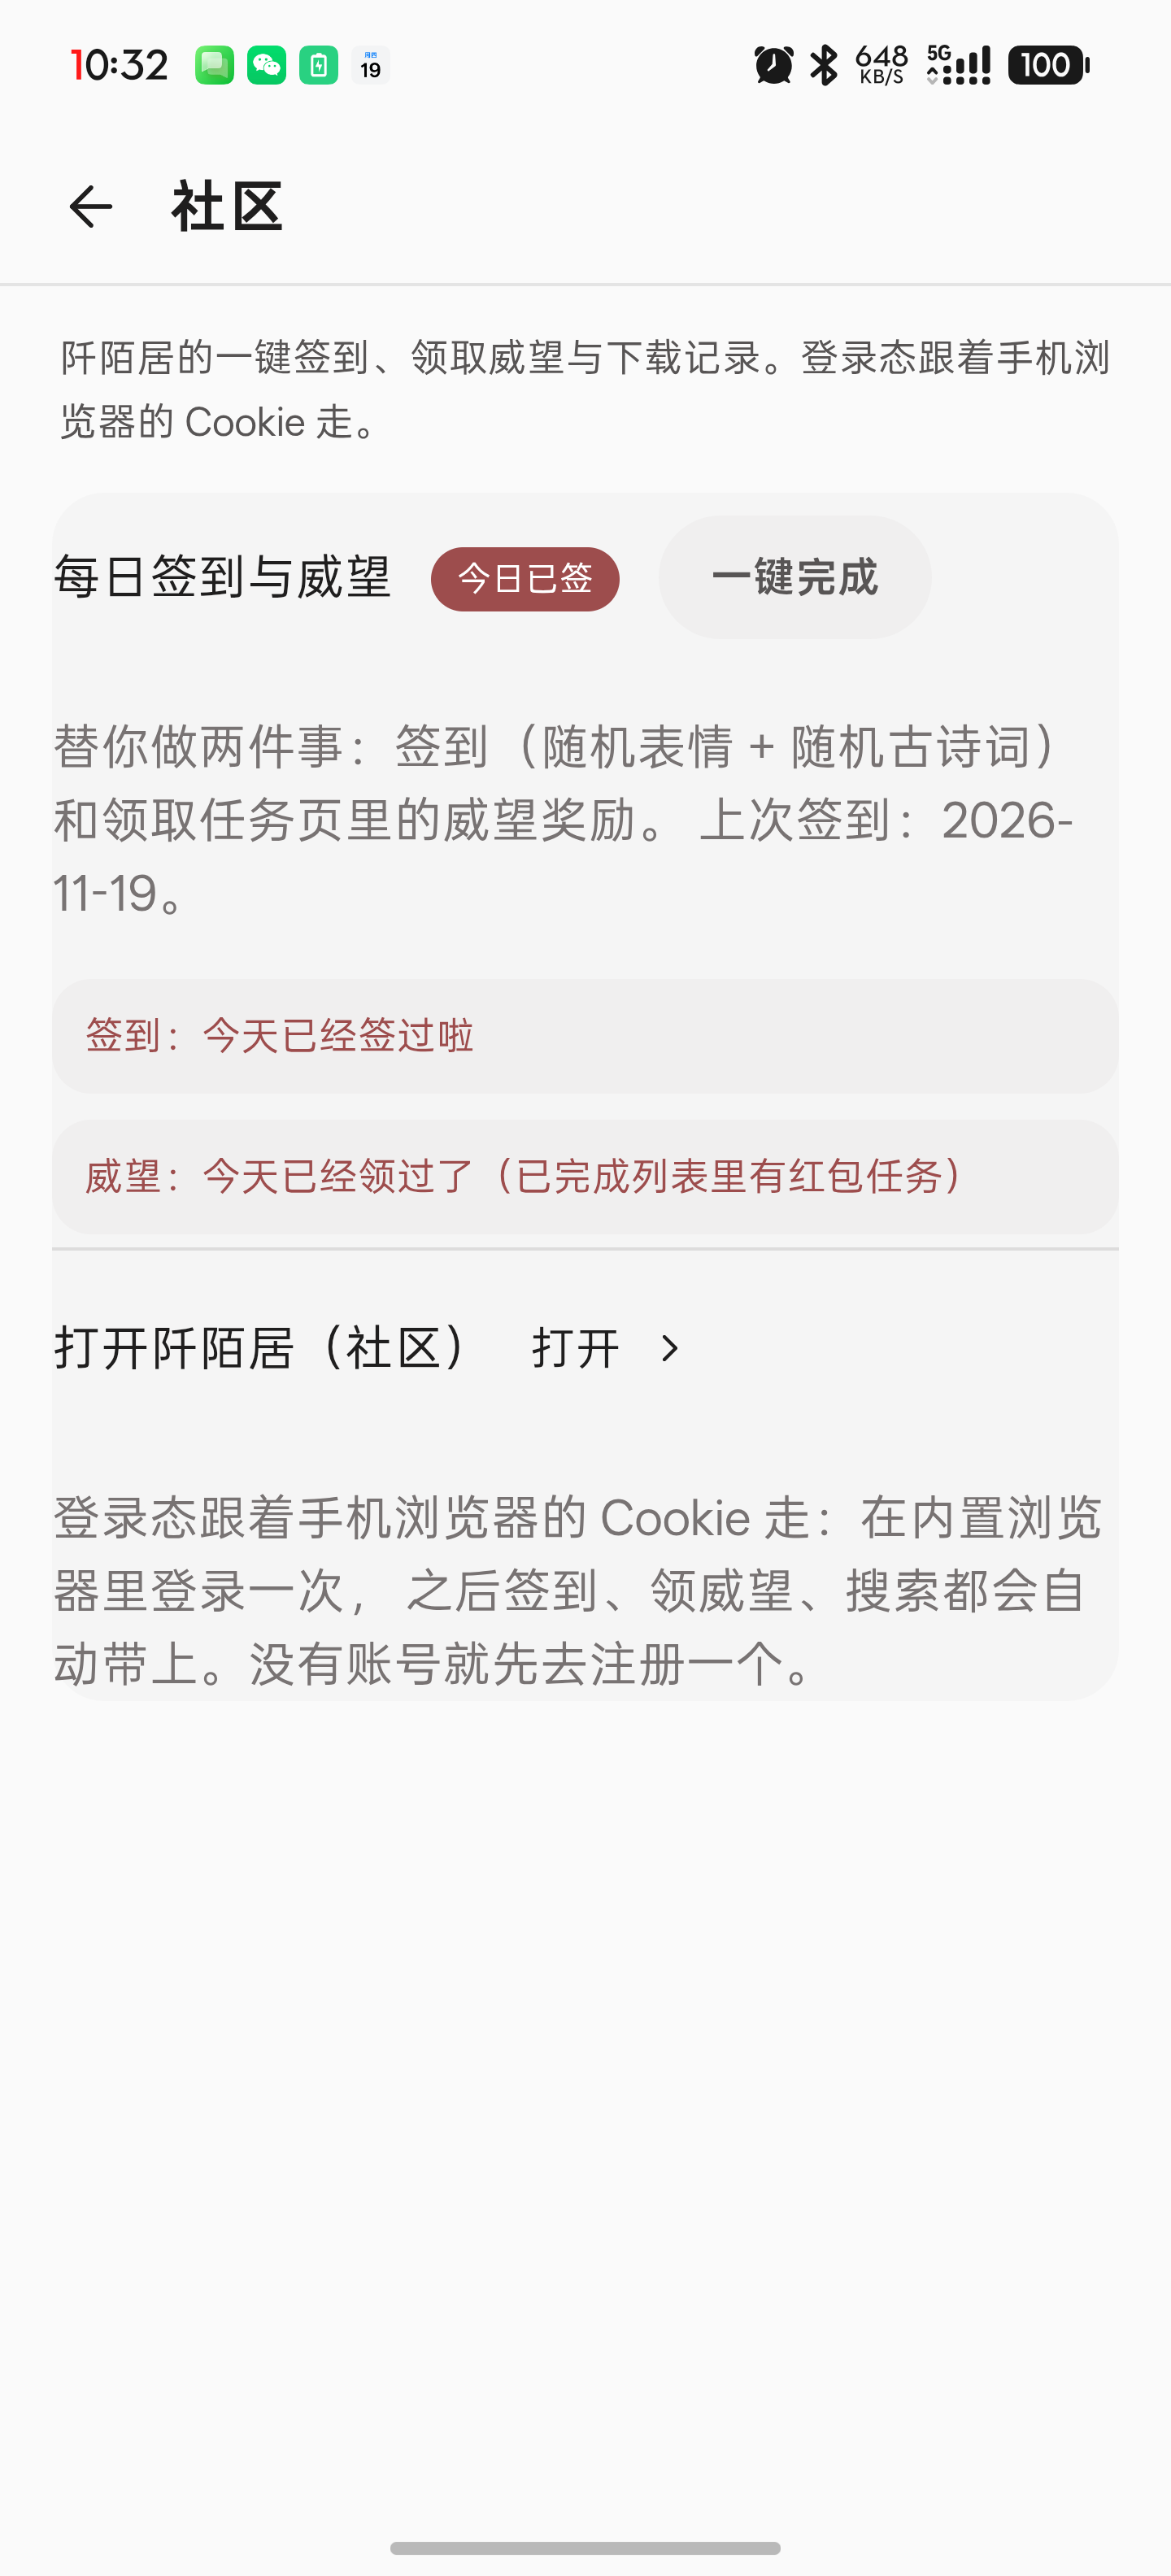 10:32
19
648
KB/S
5G
100
社区
阡陌居的一键签到、领取威望与下载记录。登录态跟着手机浏
览器的 Cookie 走。
每日签到与威望
今日已签
一键完成
替你做两件事：签到（随机表情 + 随机古诗词）
和领取任务页里的威望奖励。 上次签到：2026-
11-19。
签到：今天已经签过啦
威望：今天已经领过了（已完成列表里有红包任务）
打开阡陌居（社区）
打开
登录态跟着手机浏览器的 Cookie 走：在内置浏览
器里登录一次， 之后签到、领威望、搜索都会自
动带上。没有账号就先去注册一个。